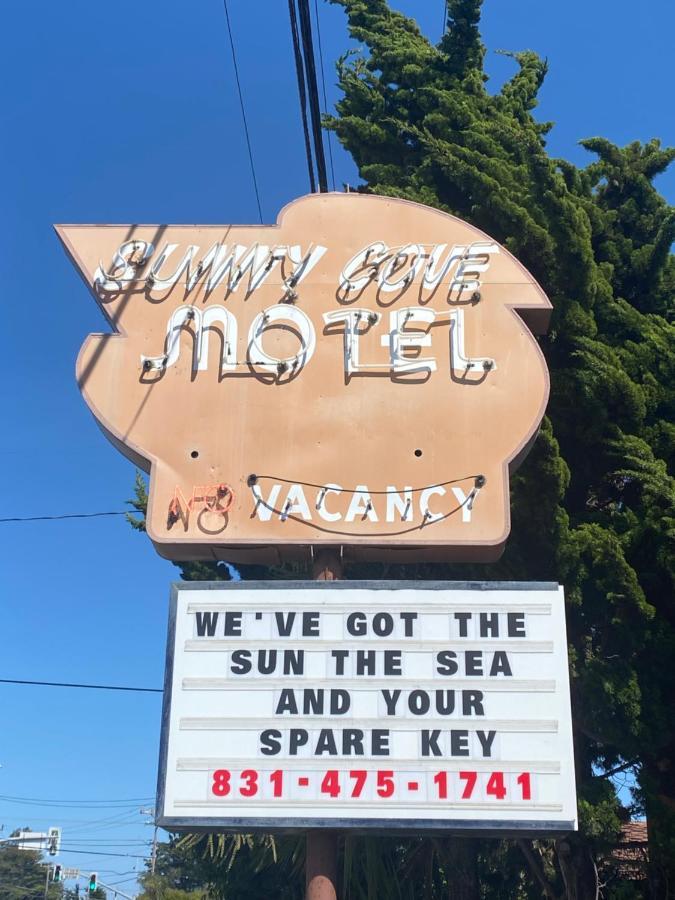 SUNNY COVE
MOTEL
NO VACANCY
WE'VE GOT THE
SUN THE SEA
AND YOUR
SPARE KEY
831-475-1741